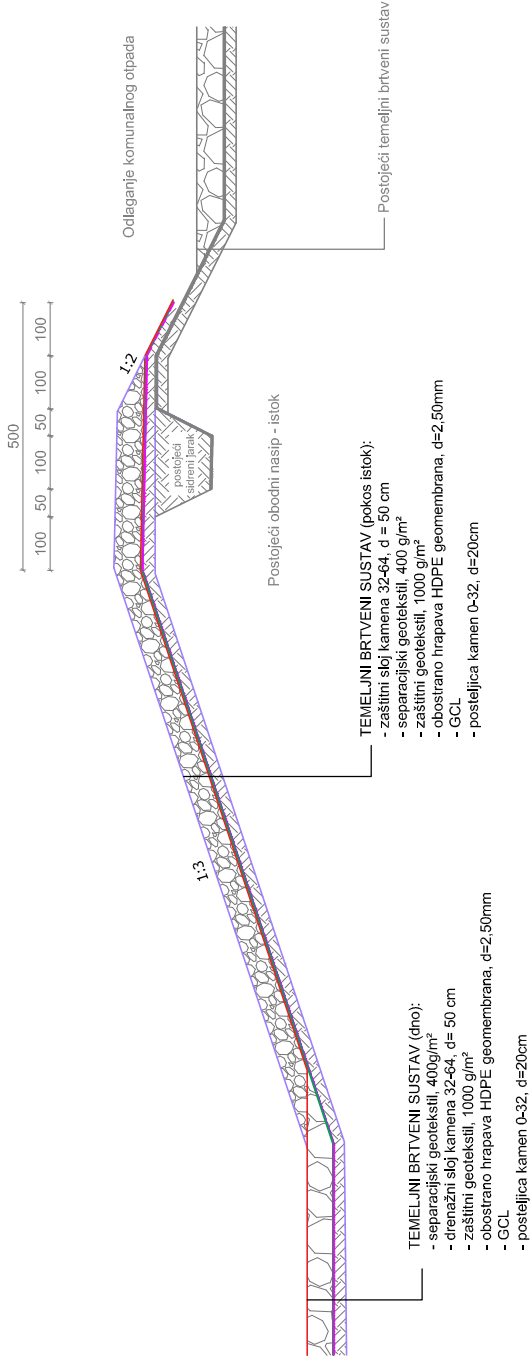 500
100
50
100
50
100
100
1:2
1:3
Odlaganje komunalnog otpada
postojeći
sidreni jarak
Postojeći obodni nasip - istok
Postojeći temeljni brtveni sustav
TEMELJNI BRTVENI SUSTAV (pokos istok):
- zaštitni sloj kamena 32-64, d = 50 cm
- separacijski geotekstil, 400 g/m²
- zaštitni geotekstil, 1000 g/m²
- obostrano hrapava HDPE geomembrana, d=2,50mm
- GCL
- posteljica kamen 0-32, d=20cm
TEMELJNI BRTVENI SUSTAV (dno):
- separacijski geotekstil, 400g/m²
- drenažni sloj kamena 32-64, d= 50 cm
- zaštitni geotekstil, 1000 g/m²
- obostrano hrapava HDPE geomembrana, d=2,50mm
- GCL
- posteljica kamen 0-32, d=20cm